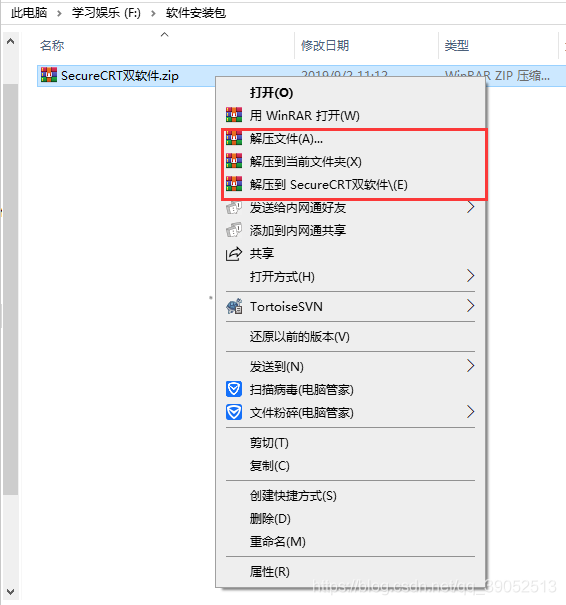 此电脑 > 学习娱乐 (F:) > 软件安装包
名称 修改日期 类型
SecureCRT双软件.zip 2019/9/2 11:12 WinRAR ZIP 压缩...
打开(O)
用 WinRAR 打开(W)
解压文件(A)...
解压到当前文件夹(X)
解压到 SecureCRT双软件\(E)
发送给内网通好友
添加到内网通共享
共享
打开方式(H)
TortoiseSVN
还原以前的版本(V)
发送到(N)
扫描病毒(电脑管家)
文件粉碎(电脑管家)
剪切(T)
复制(C)
创建快捷方式(S)
删除(D)
重命名(M)
属性(R)
https://blog.csdn.net/qq_39052513